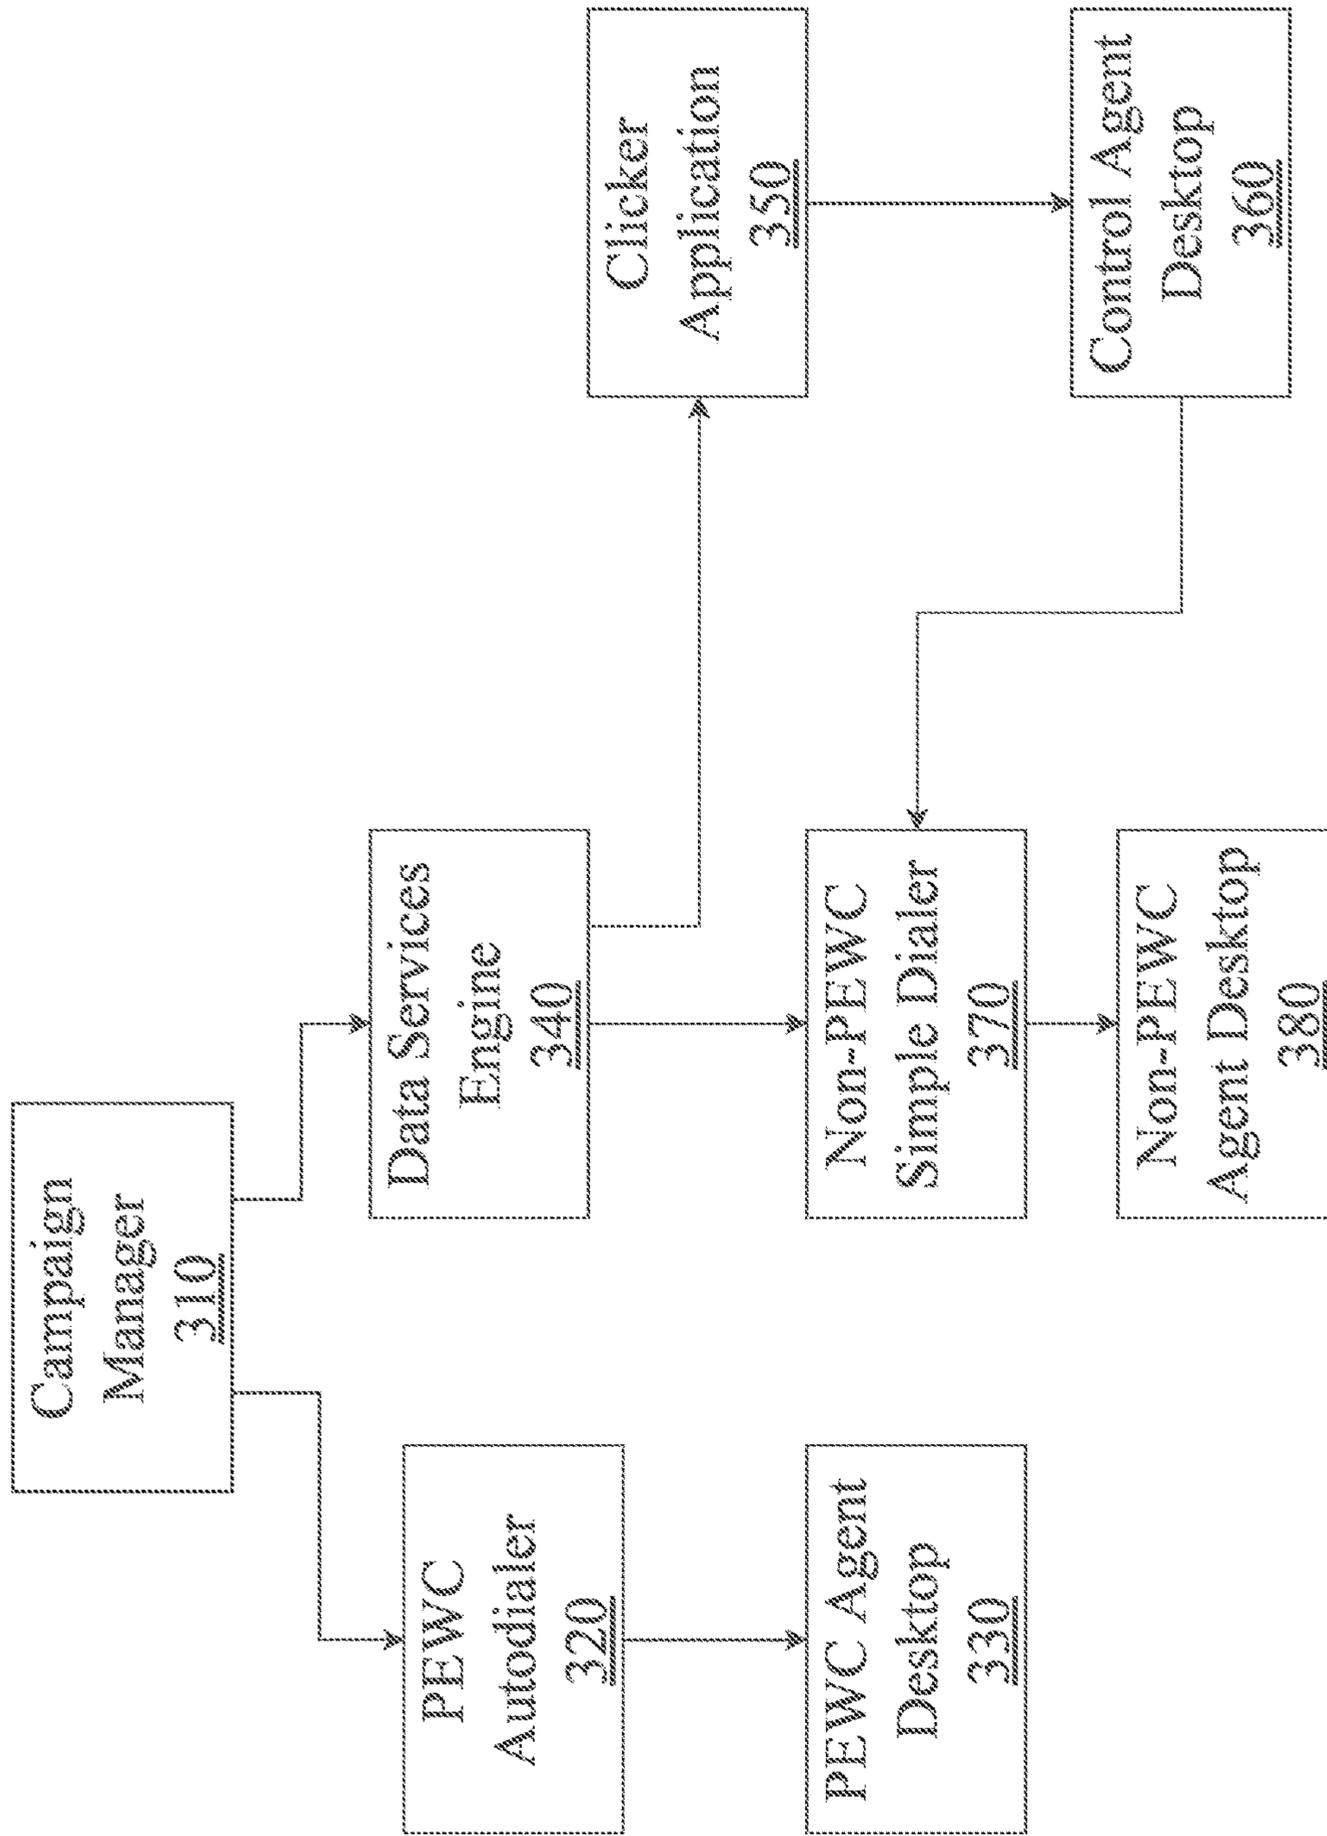 Campaign
Manager
310
PEWC
Autodialer
320
PEWC Agent
Desktop
330
Data Services
Engine
340
Clicker
Application
350
Control Agent
Desktop
360
Non-PEWC
Simple Dialer
370
Non-PEWC
Agent Desktop
380